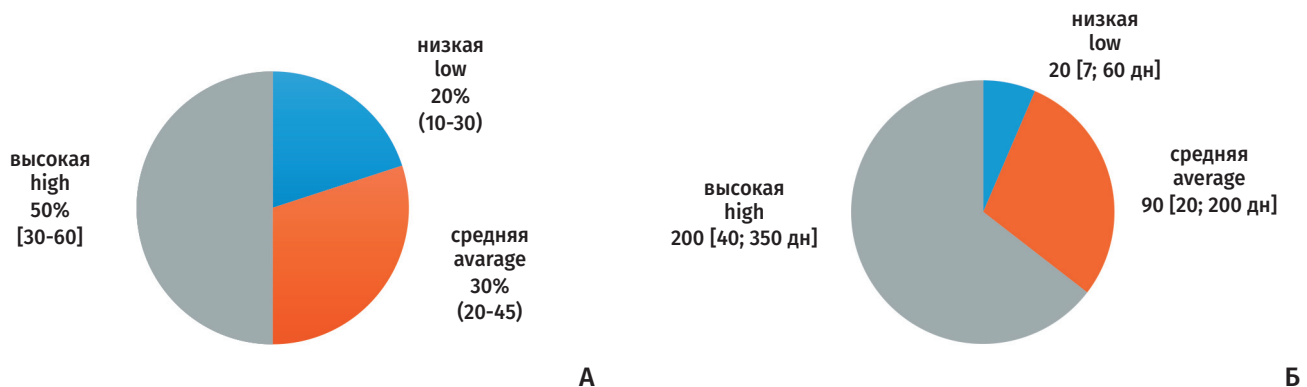 низкая
low
20%
(10-30)
высокая
high
50%
[30-60]
средняя
avarage
30%
(20-45)
А
низкая
low
20 [7; 60 дн]
высокая
high
200 [40; 350 дн]
средняя
average
90 [20; 200 дн]
Б